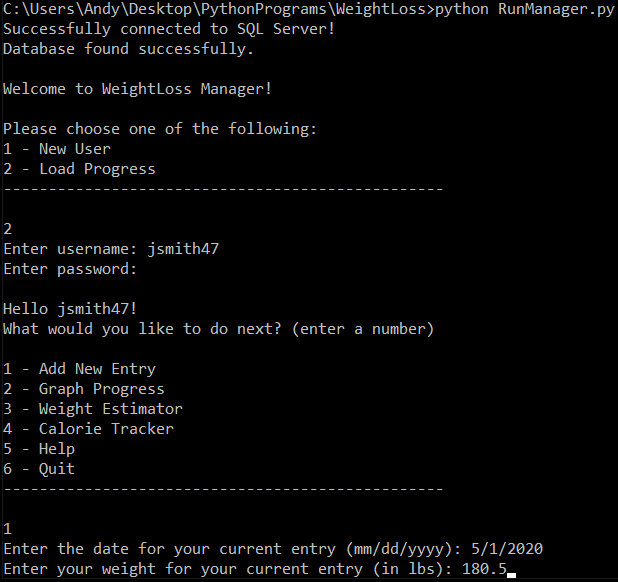 C:\Users\Andy\Desktop\PythonPrograms\WeightLoss>python RunManager.py
Successfully connected to SQL Server!
Database found successfully.
Welcome to WeightLoss Manager!
Please choose one of the following:
1 - New User
2 - Load Progress
-------------------------------------------------
2
Enter username: jsmith47
Enter password:
Hello jsmith47!
What would you like to do next? (enter a number)
1 - Add New Entry
2 - Graph Progress
3 - Weight Estimator
4 - Calorie Tracker
5 - Help
6 - Quit
-------------------------------------------------
1
Enter the date for your current entry (mm/dd/yyyy): 5/1/2020
Enter your weight for your current entry (in lbs): 180.5